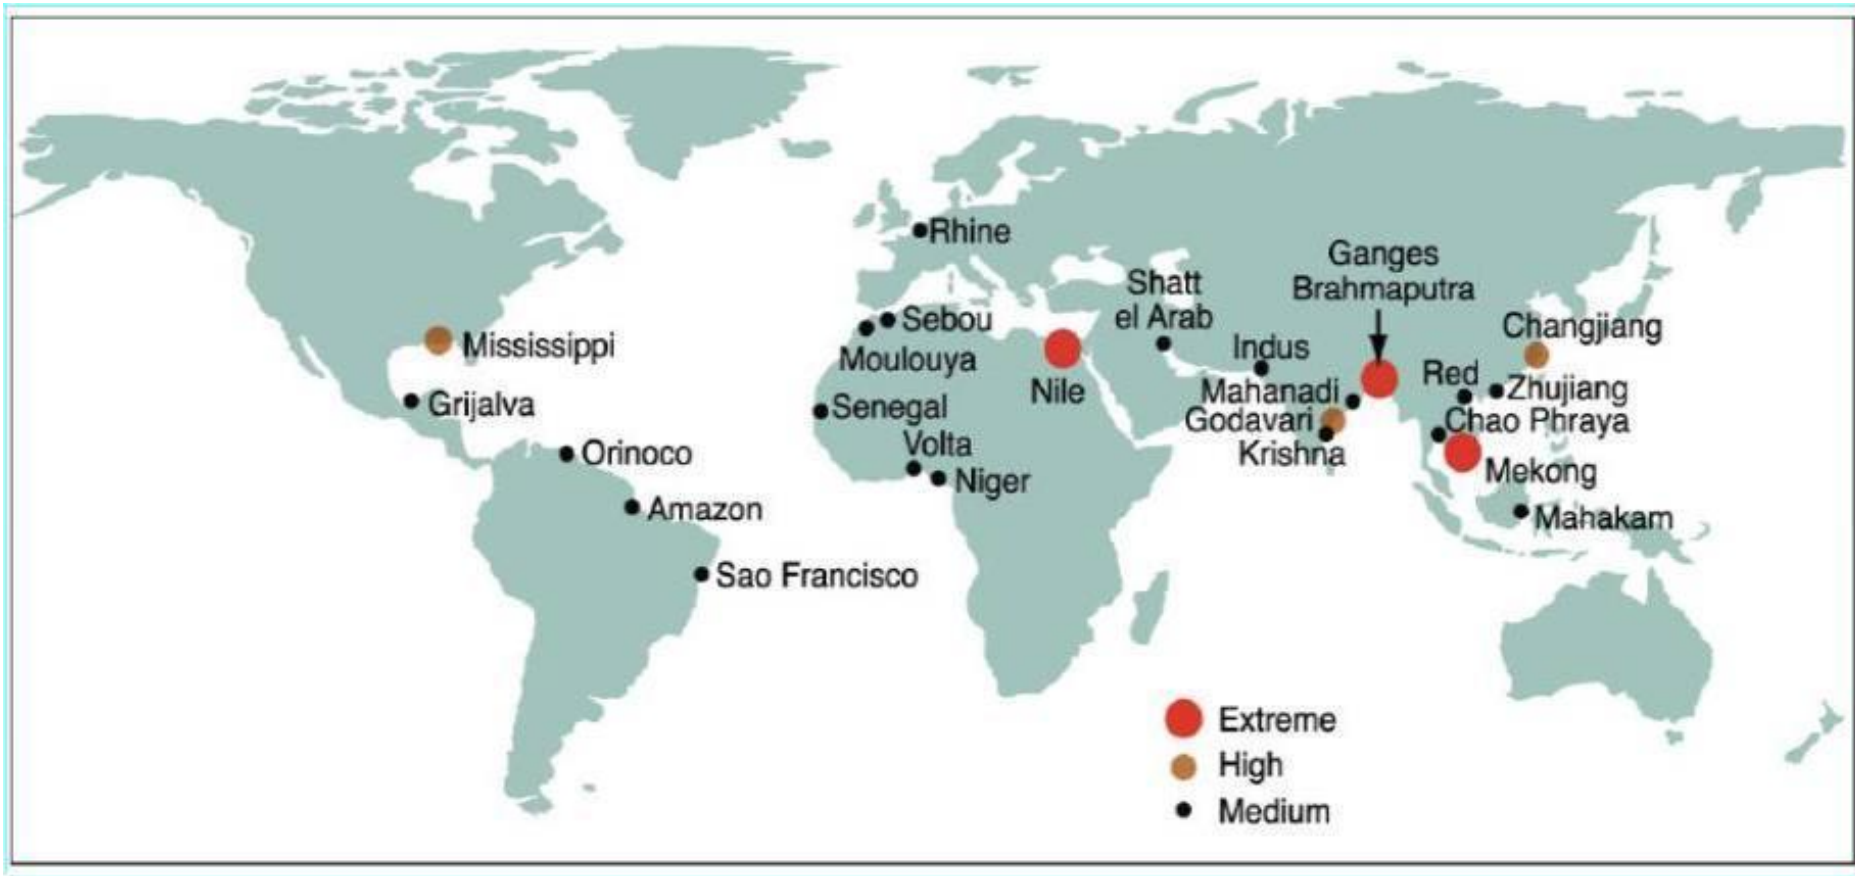 Rhine
Ganges
Brahmaputra
Shatt
el Arab
Sebou
Moulouya
Nile
Indus
Changjiang
Mississippi
Grijalva
Senegal
Mahanadi
Red
Zhujiang
Godavari
Chao Phraya
Krishna
Volta
Niger
Orinoco
Mekong
Amazon
Mahakam
Sao Francisco
Extreme
High
Medium